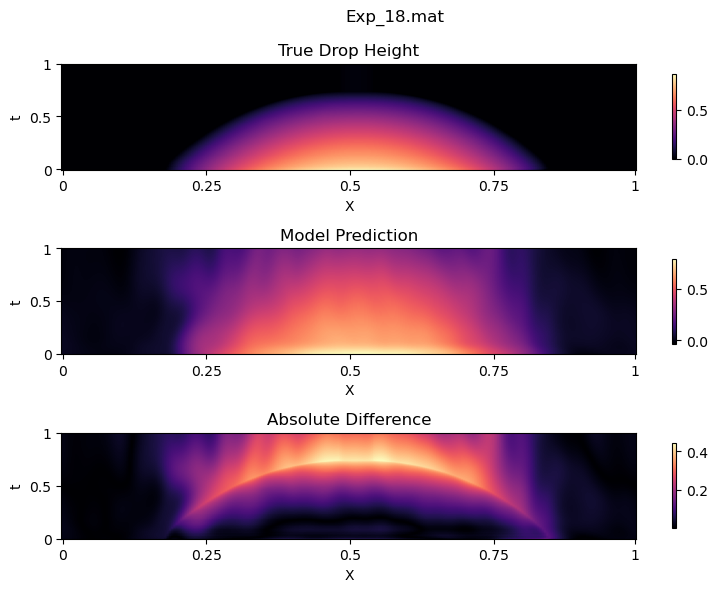 Exp_18.mat
True Drop Height
1
0.5
0
t
0 0.25 0.5 0.75 1
X
0.5
0.0
Model Prediction
1
0.5
0
t
0 0.25 0.5 0.75 1
X
0.5
0.0
Absolute Difference
1
0.5
0
t
0 0.25 0.5 0.75 1
X
0.4
0.2